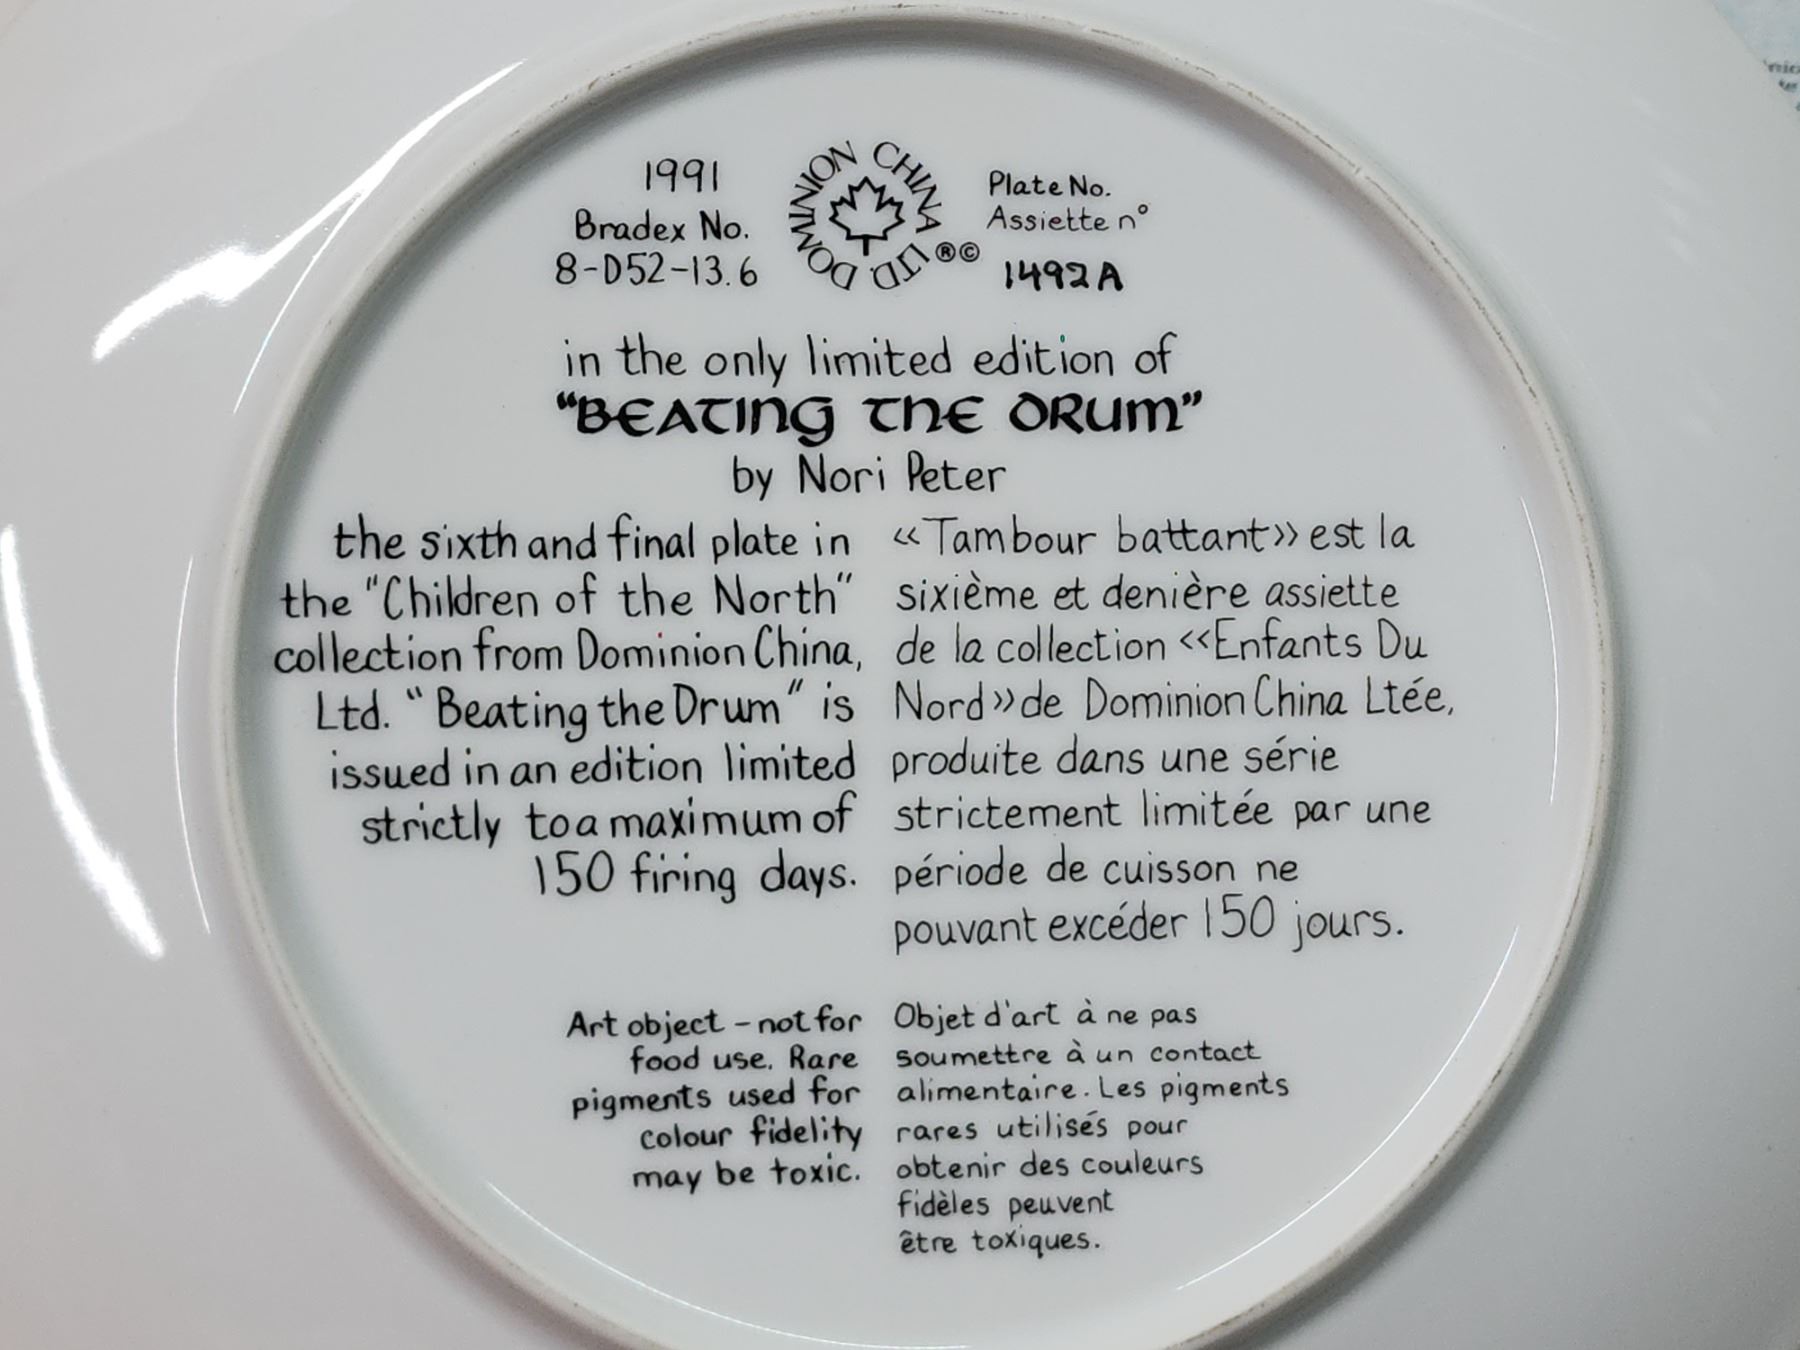 1991
Bradex No.
8-D52-13.6
DOMINION CHINA LTD.
®©
Plate No.
Assiette n°
1492A
in the only limited edition of
"BEATING THE DRUM"
by Nori Peter
the sixth and final plate in
the "Children of the North"
collection from Dominion China,
Ltd. "Beating the Drum" is
issued in an edition limited
strictly to a maximum of
150 firing days.
«Tambour battant» est la
sixième et denière assiette
de la collection «Enfants Du
Nord» de Dominion China Ltée,
produite dans une série
strictement limitée par une
période de cuisson ne
pouvant excéder 150 jours.
Art object - not for
food use. Rare
pigments used for
colour fidelity
may be toxic.
Objet d'art à ne pas
soumettre à un contact
alimentaire. Les pigments
rares utilisés pour
obtenir des couleurs
fidèles peuvent
être toxiques.